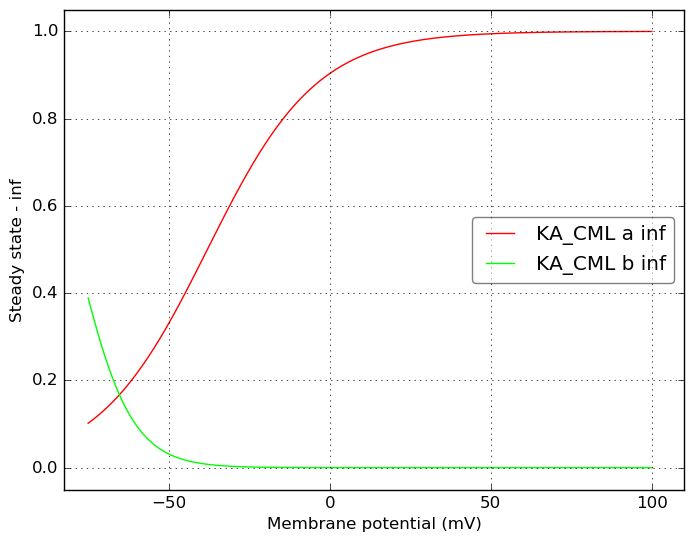 1.0
0.8
0.6
0.4
0.2
0.0
Steady state - inf
KA_CML a inf
KA_CML b inf
−50
0
50
100
Membrane potential (mV)